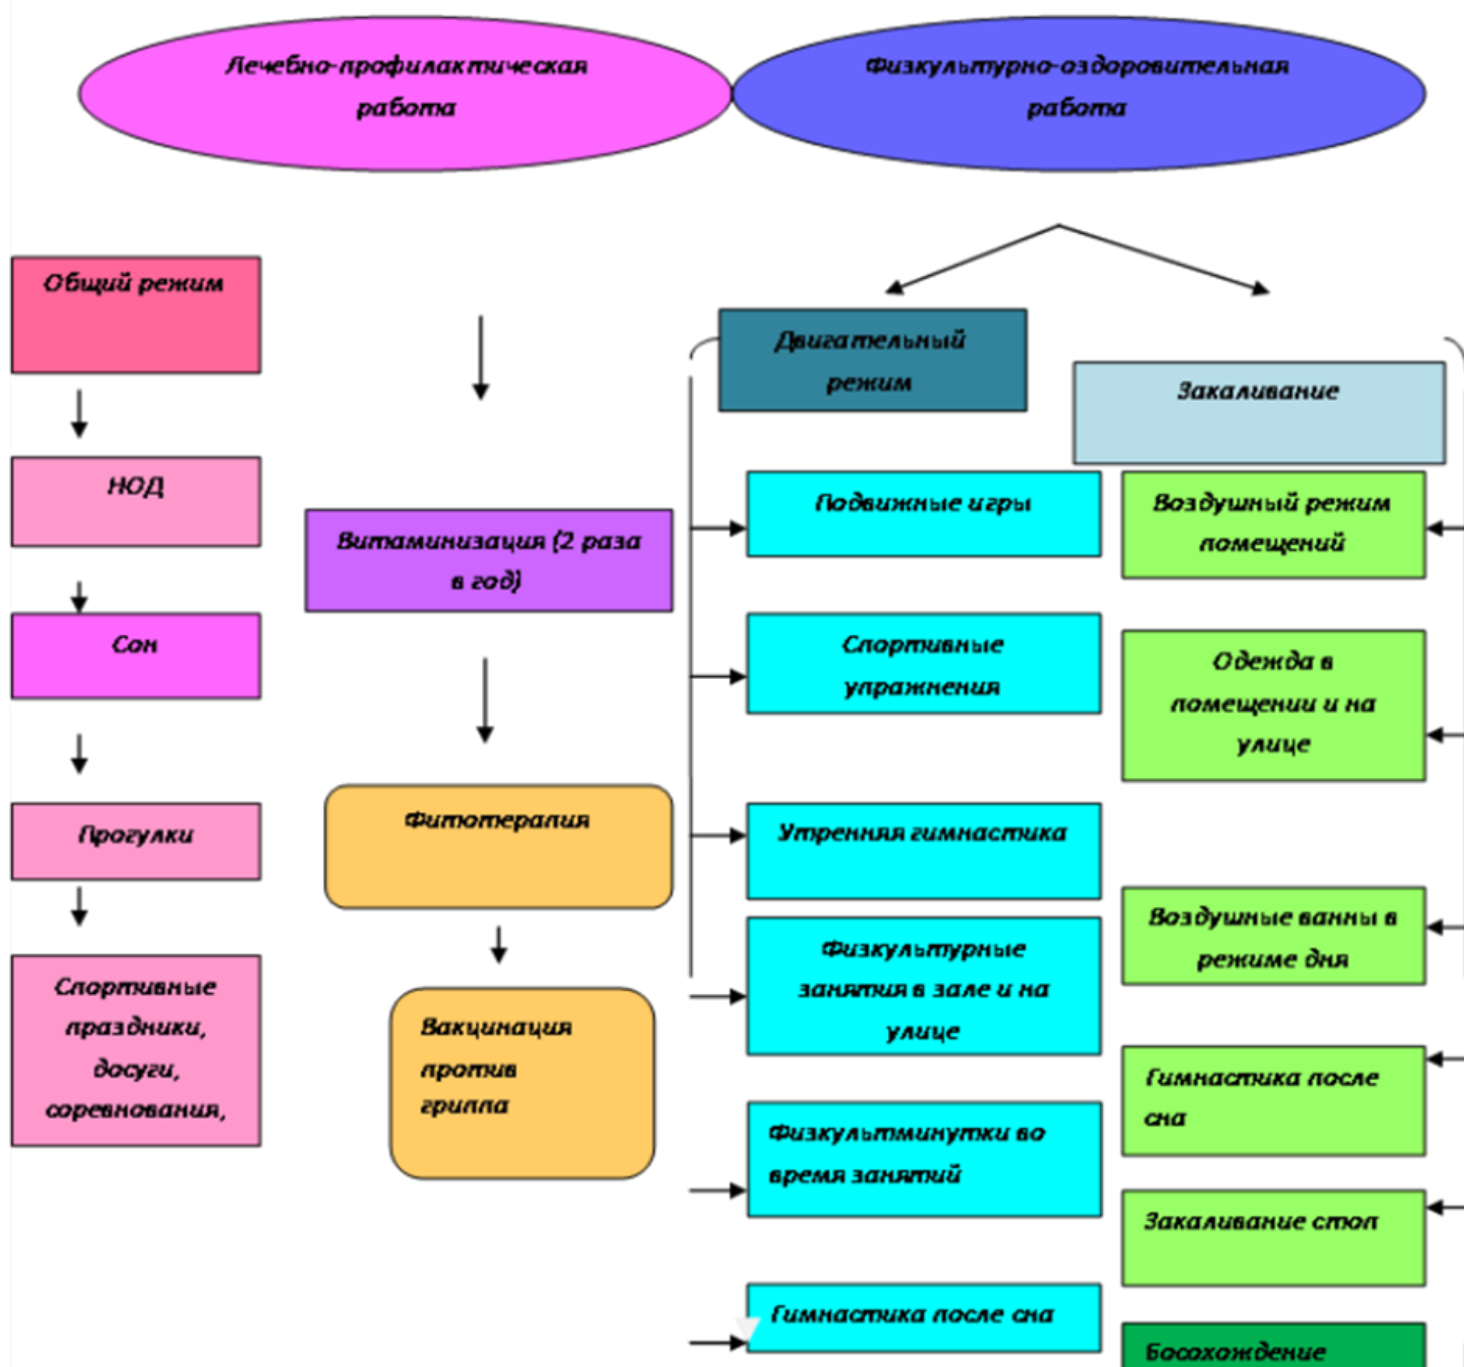 Лечебно-профилактическая
работа
Физкультурно-оздоровительная
работа
Общий режим
НОД
Сон
Прогулки
Спортивные
праздники,
досуги,
соревнования,
Витаминизация (2 раза
в год)
Фитотерапия
Вакцинация
против
гриппа
Двигательный
режим
Подвижные игры
Спортивные
упражнения
Утренняя гимнастика
Физкультурные
занятия в зале и на
улице
Физкультминутки во
время занятий
Гимнастика после сна
Закаливание
Воздушный режим
помещений
Одежда в
помещении и на
улице
Воздушные ванны в
режиме дня
Гимнастика после
сна
Закаливание стоп
Босохождение